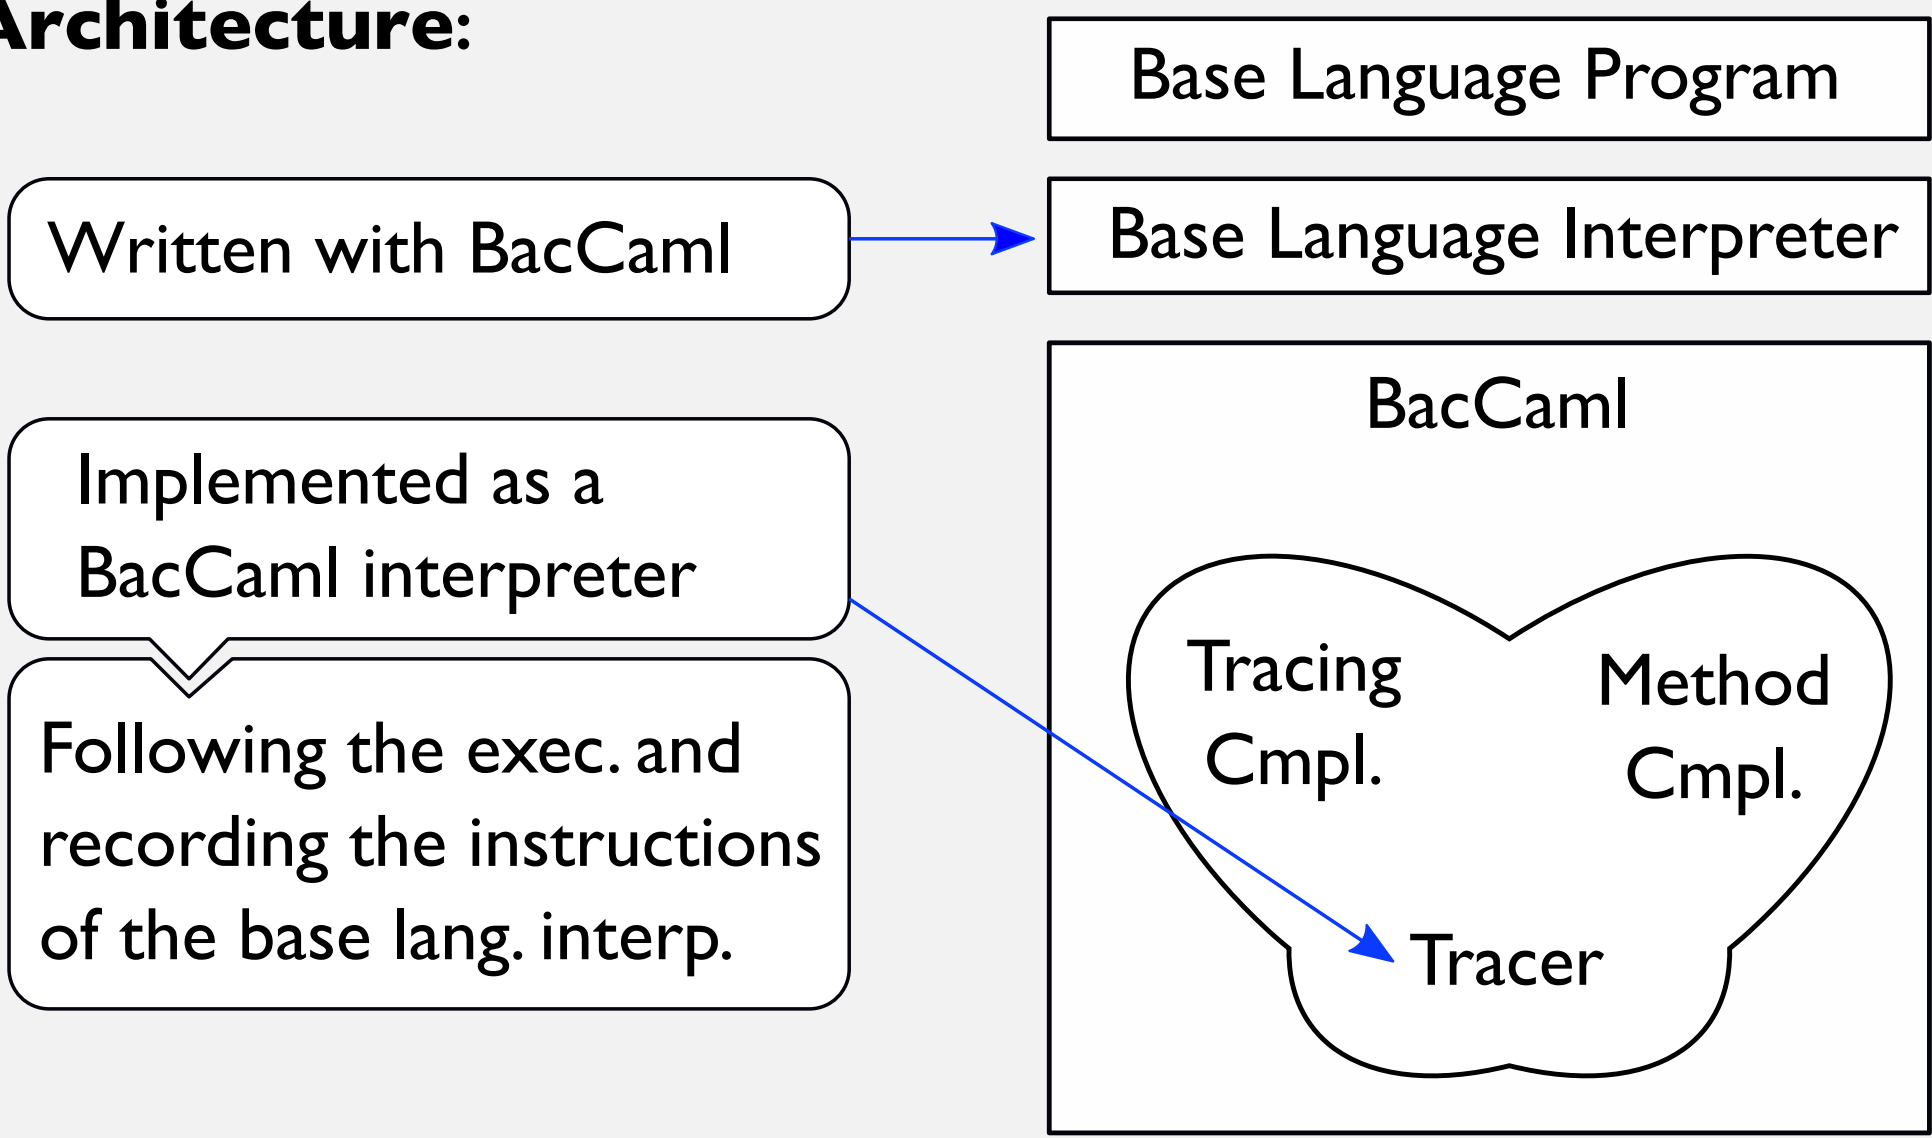 Architecture:
Base Language Program
Written with BacCaml
Base Language Interpreter
BacCaml
Implemented as a
BacCaml interpreter
Following the exec. and
recording the instructions
of the base lang. interp.
Tracing
Cmpl.
Method
Cmpl.
Tracer